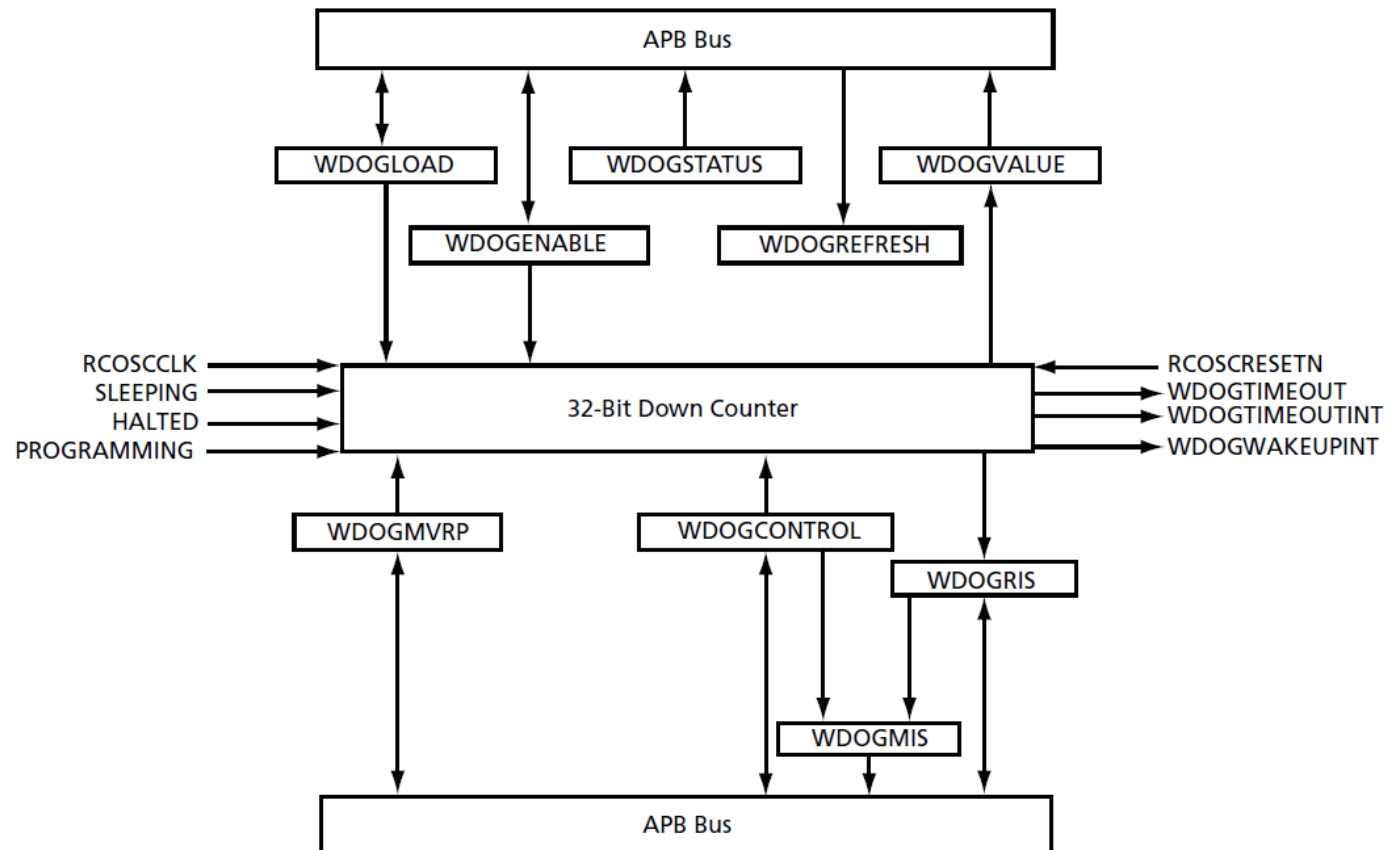 APB Bus
WDOGLOAD
WDOGSTATUS
WDOGVALUE
WDOGENABLE
WDOGREFRESH
RCOSCCLK
SLEEPING
HALTED
PROGRAMMING
32-Bit Down Counter
RCOSCRESETN
WDOGTIMEOUT
WDOGTIMEOUTINT
WDOGWAKEUPINT
WDOGMVRP
WDOGCONTROL
WDOGRIS
WDOGMIS
APB Bus